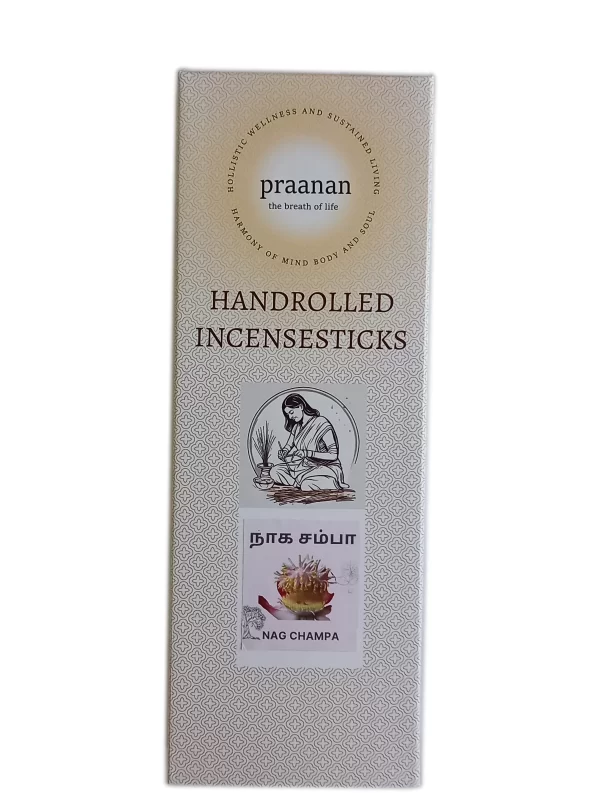 HOLLISTIC WELLNESS AND SUSTAINED LIVING
praanan
the breath of life
HARMONY OF MIND BODY AND SOUL
HANDROLLED
INCENSESTICKS
நாக சம்பா
NAG CHAMPA